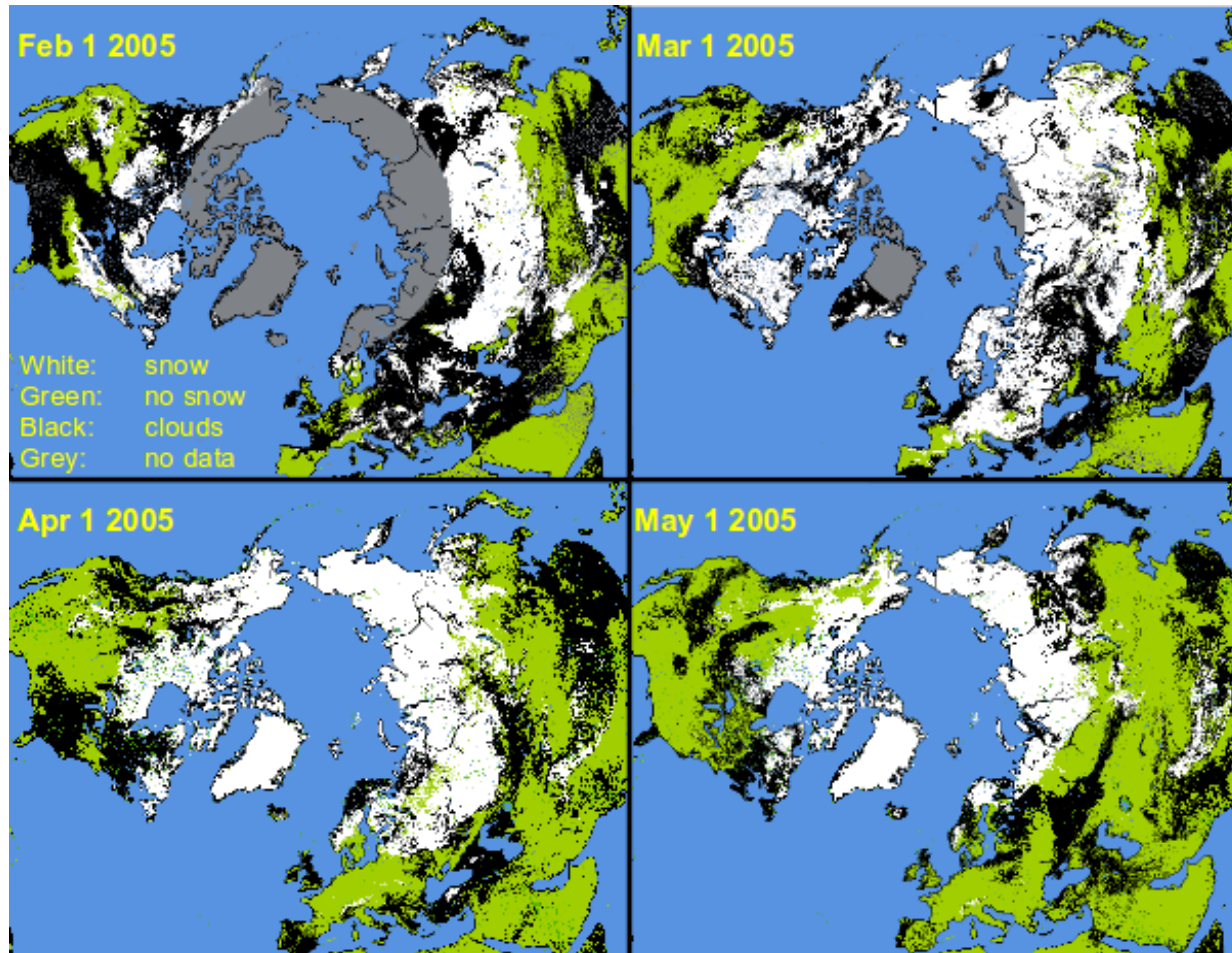 Feb 1 2005
Mar 1 2005
White: snow
Green: no snow
Black: clouds
Grey: no data
Apr 1 2005
May 1 2005